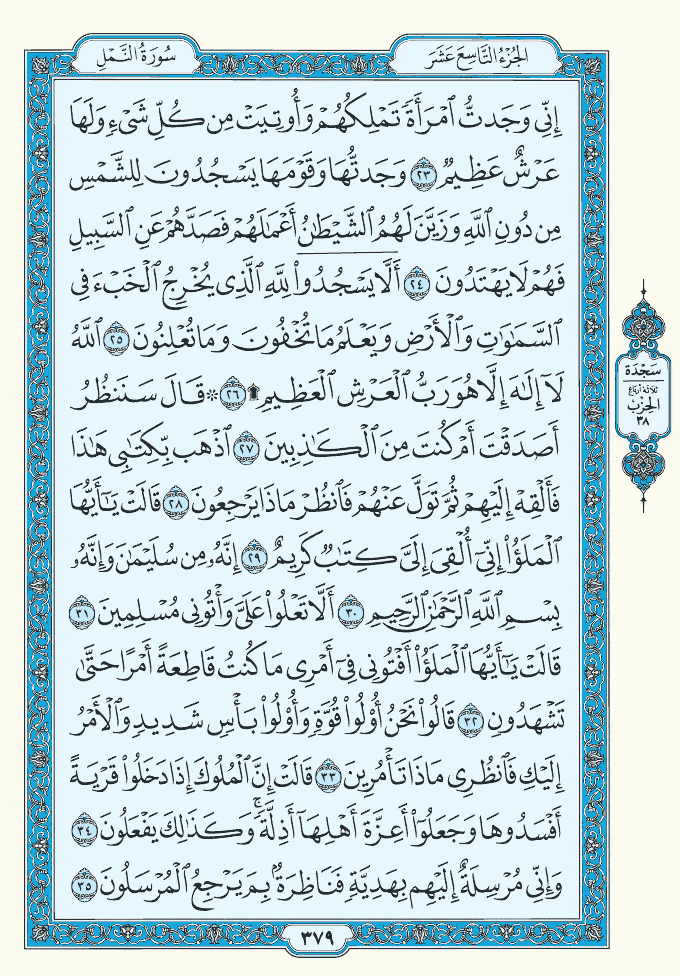 الجُزْءُ التَّاسِعَ عَشَرَ
سُورَةُ النَّمْلِ
إِنِّي وَجَدتُّ ٱمْرَأَةً تَمْلِكُهُمْ وَأُوتِيَتْ مِن كُلِّ شَيْءٍ وَلَهَا
عَرْشٌ عَظِيمٌ ٢٣ وَجَدتُّهَا وَقَوْمَهَا يَسْجُدُونَ لِلشَّمْسِ
مِن دُونِ ٱللَّهِ وَزَيَّنَ لَهُمُ ٱلشَّيْطَٰنُ أَعْمَٰلَهُمْ فَصَدَّهُمْ عَنِ ٱلسَّبِيلِ
فَهُمْ لَا يَهْتَدُونَ ٢٤ أَلَّا يَسْجُدُوا۟ لِلَّهِ ٱلَّذِى يُخْرِجُ ٱلْخَبْءَ فِى
ٱلسَّمَٰوَٰتِ وَٱلْأَرْضِ وَيَعْلَمُ مَا تُخْفُونَ وَمَا تُعْلِنُونَ ٢٥ ٱللَّهُ
لَآ إِلَٰهَ إِلَّا هُوَ رَبُّ ٱلْعَرْشِ ٱلْعَظِيمِ ۩ ٢٦ ۞ قَالَ سَنَنظُرُ
أَصَدَقْتَ أَمْ كُنتَ مِنَ ٱلْكَٰذِبِينَ ٢٧ ٱذْهَب بِّكِتَٰبِى هَٰذَا
فَأَلْقِهْ إِلَيْهِمْ ثُمَّ تَوَلَّ عَنْهُمْ فَٱنظُرْ مَاذَا يَرْجِعُونَ ٢٨ قَالَتْ يَٰٓأَيُّهَا
ٱلْمَلَؤُا۟ إِنِّىٓ أُلْقِىَ إِلَىَّ كِتَٰبٌ كَرِيمٌ ٢٩ إِنَّهُۥ مِن سُلَيْمَٰنَ وَإِنَّهُۥ
بِسْمِ ٱللَّهِ ٱلرَّحْمَٰنِ ٱلرَّحِيمِ ٣٠ أَلَّا تَعْلُوا۟ عَلَىَّ وَأْتُونِى مُسْلِمِينَ ٣١
قَالَتْ يَٰٓأَيُّهَا ٱلْمَلَؤُا۟ أَفْتُونِى فِىٓ أَمْرِى مَا كُنتُ قَاطِعَةً أَمْرًا حَتَّىٰ
تَشْهَدُونِ ٣٢ قَالُوا۟ نَحْنُ أُو۟لُوا۟ قُوَّةٍ وَأُو۟لُوا۟ بَأْسٍ شَدِيدٍ وَٱلْأَمْرُ
إِلَيْكِ فَٱنظُرِى مَاذَا تَأْمُرِينَ ٣٣ قَالَتْ إِنَّ ٱلْمُلُوكَ إِذَا دَخَلُوا۟ قَرْيَةً
أَفْسَدُوهَا وَجَعَلُوٓا۟ أَعِزَّةَ أَهْلِهَآ أَذِلَّةً ۚ وَكَذَٰلِكَ يَفْعَلُونَ ٣٤
وَإِنِّى مُرْسِلَةٌ إِلَيْهِم بِهَدِيَّةٍ فَنَاظِرَةٌۢ بِمَ يَرْجِعُ ٱلْمُرْسَلُونَ ٣٥
سَجْدَة
ثلاثة أرباع
الحِزْب
٣٨
٣٧٩